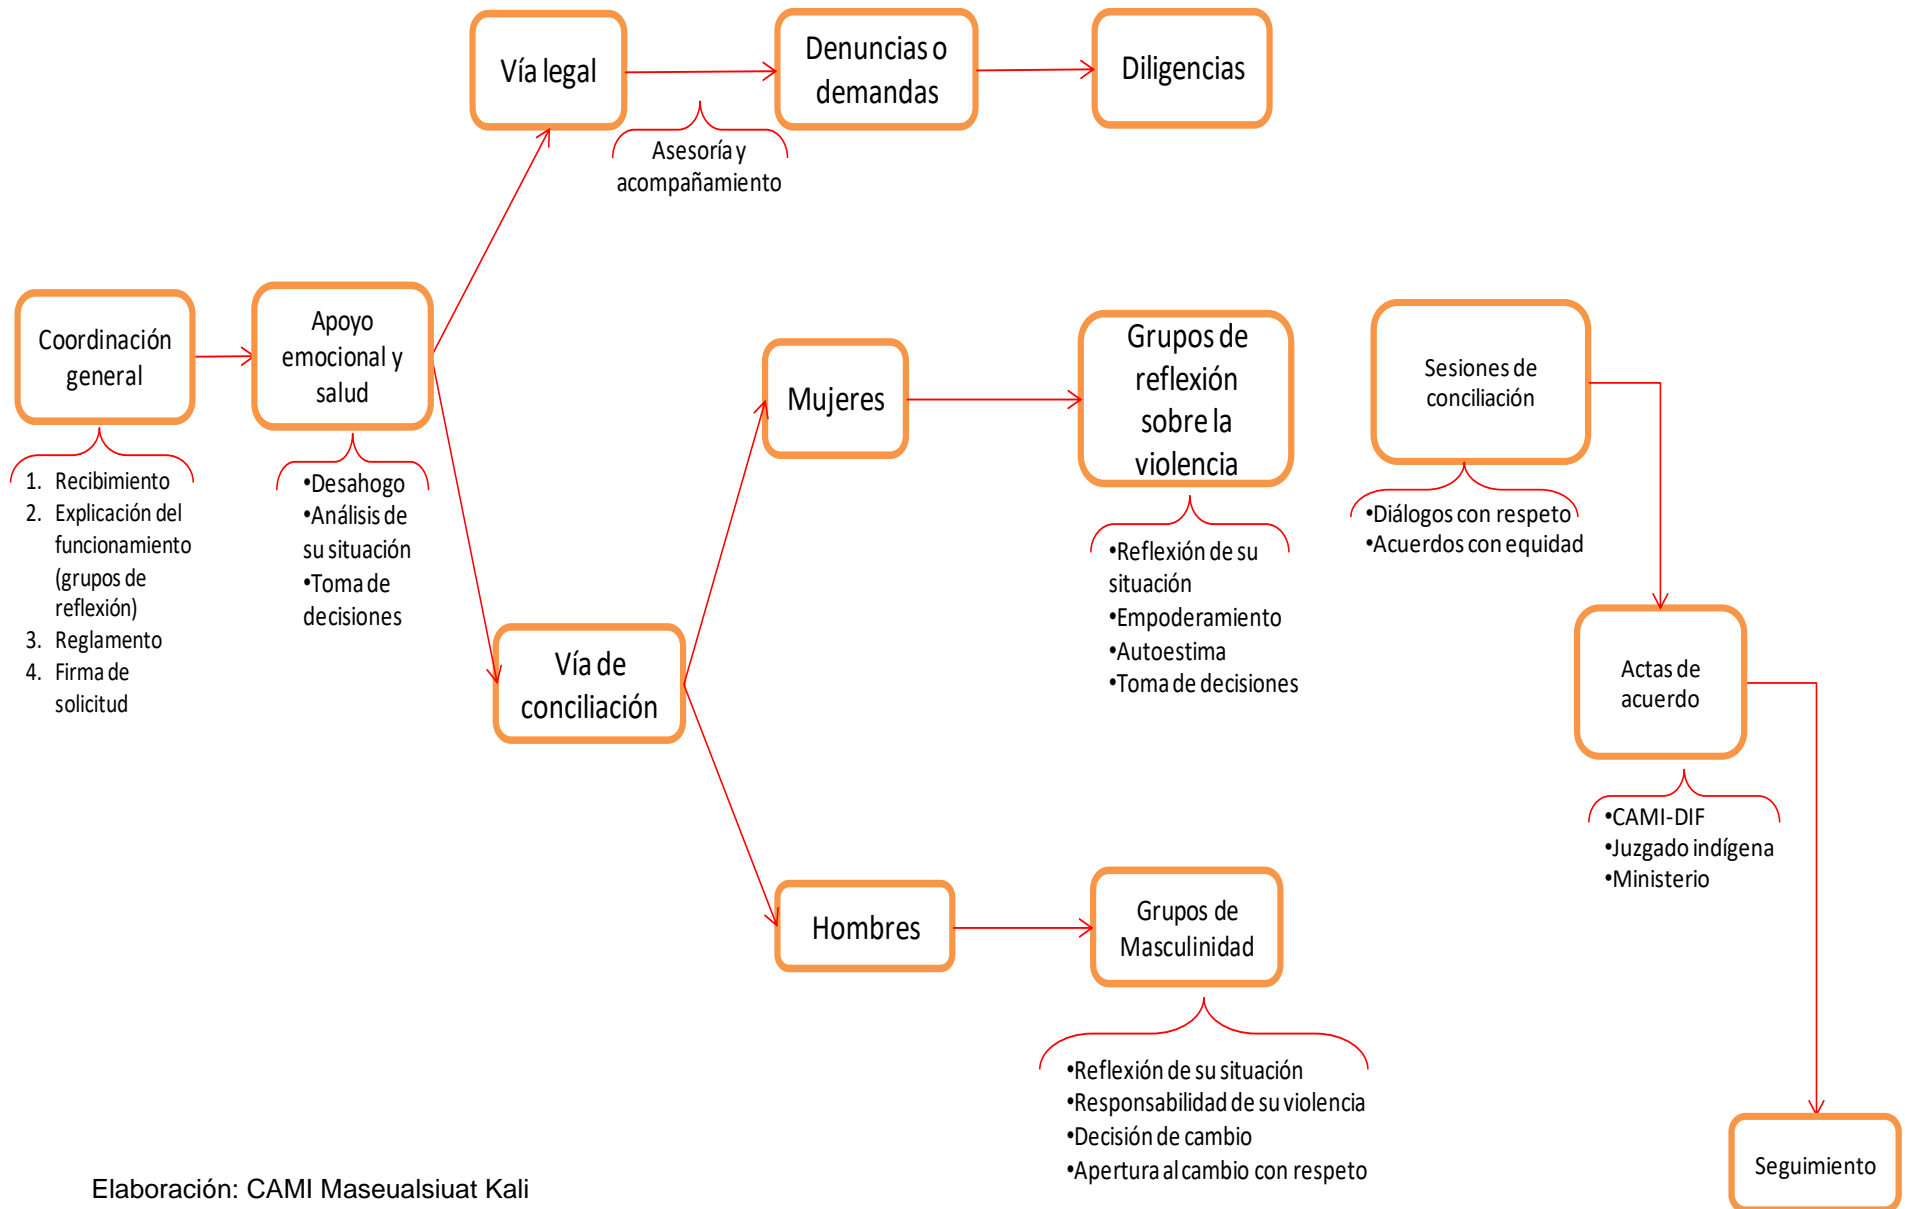 Vía legal
Denuncias o
demandas
Diligencias
Asesoría y
acompañamiento
Coordinación
general
1. Recibimiento
2. Explicación del
funcionamiento
(grupos de
reflexión)
3. Reglamento
4. Firma de
solicitud
Apoyo
emocional y
salud
•Desahogo
•Análisis de
su situación
•Toma de
decisiones
Vía de
conciliación
Mujeres
Grupos de
reflexión
sobre la
violencia
•Reflexión de su
situación
•Empoderamiento
•Autoestima
•Toma de decisiones
Hombres
Grupos de
Masculinidad
•Reflexión de su situación
•Responsabilidad de su violencia
•Decisión de cambio
•Apertura al cambio con respeto
Sesiones de
conciliación
•Diálogos con respeto
•Acuerdos con equidad
Actas de
acuerdo
•CAMI-DIF
•Juzgado indígena
•Ministerio
Seguimiento
Elaboración: CAMI Maseualsiuat Kali